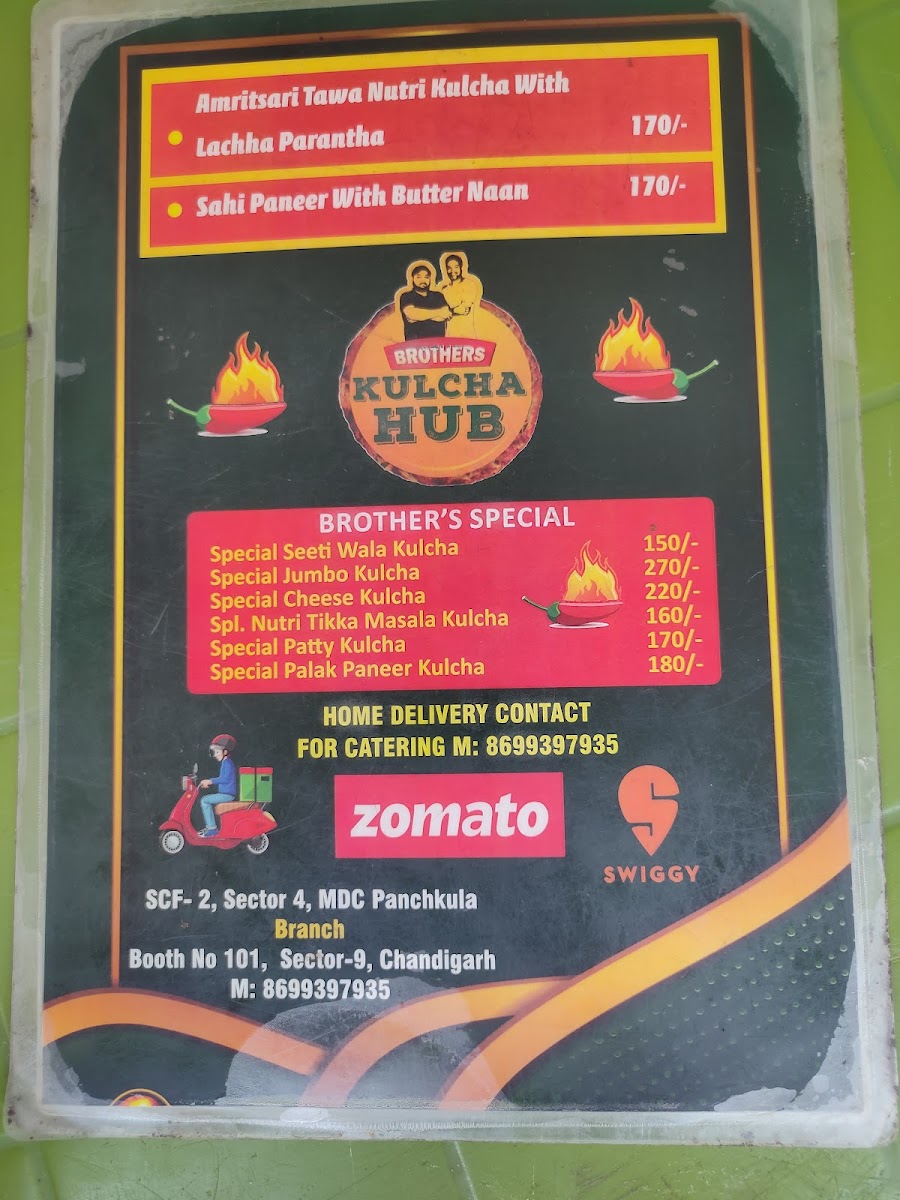 Amritsari Tawa Nutri Kulcha With
Lachha Parantha 170/-
Sahi Paneer With Butter Naan 170/-
BROTHERS
KULCHA
HUB
BROTHER'S SPECIAL
Special Seeti Wala Kulcha 150/-
Special Jumbo Kulcha 270/-
Special Cheese Kulcha 220/-
Spl. Nutri Tikka Masala Kulcha 160/-
Special Patty Kulcha 170/-
Special Palak Paneer Kulcha 180/-
HOME DELIVERY CONTACT
FOR CATERING M: 8699397935
zomato
SWIGGY
SCF- 2, Sector 4, MDC Panchkula
Branch
Booth No 101, Sector-9, Chandigarh
M: 8699397935